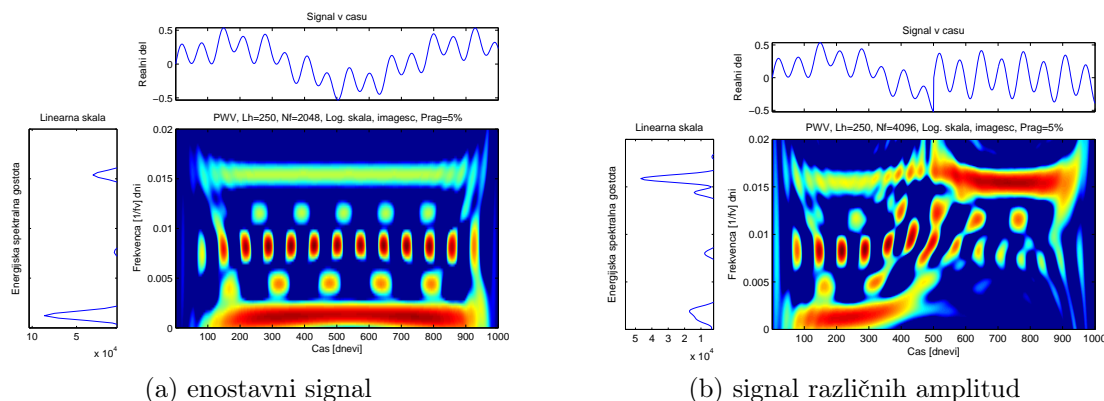 Signal v casu
Realni del
0.5
0
−0.5
Linearna skala
Energijska spektralna gostota
10
5
x 10^4
PWV, Lh=250, Nf=2048, Log. skala, imagesc, Prag=5%
Frekvenca [1/fv] dni
0.02
0.015
0.01
0.005
0
100 200 300 400 500 600 700 800 900 1000
Cas [dnevi]
(a) enostavni signal
Signal v casu
Realni del
0.5
0
−0.5
Linearna skala
Energijska spektralna gostota
5 4 3 2 1
x 10^4
PWV, Lh=250, Nf=4096, Log. skala, imagesc, Prag=5%
Frekvenca [1/fv] dni
0.02
0.015
0.01
0.005
0
100 200 300 400 500 600 700 800 900 1000
Cas [dnevi]
(b) signal različnih amplitud